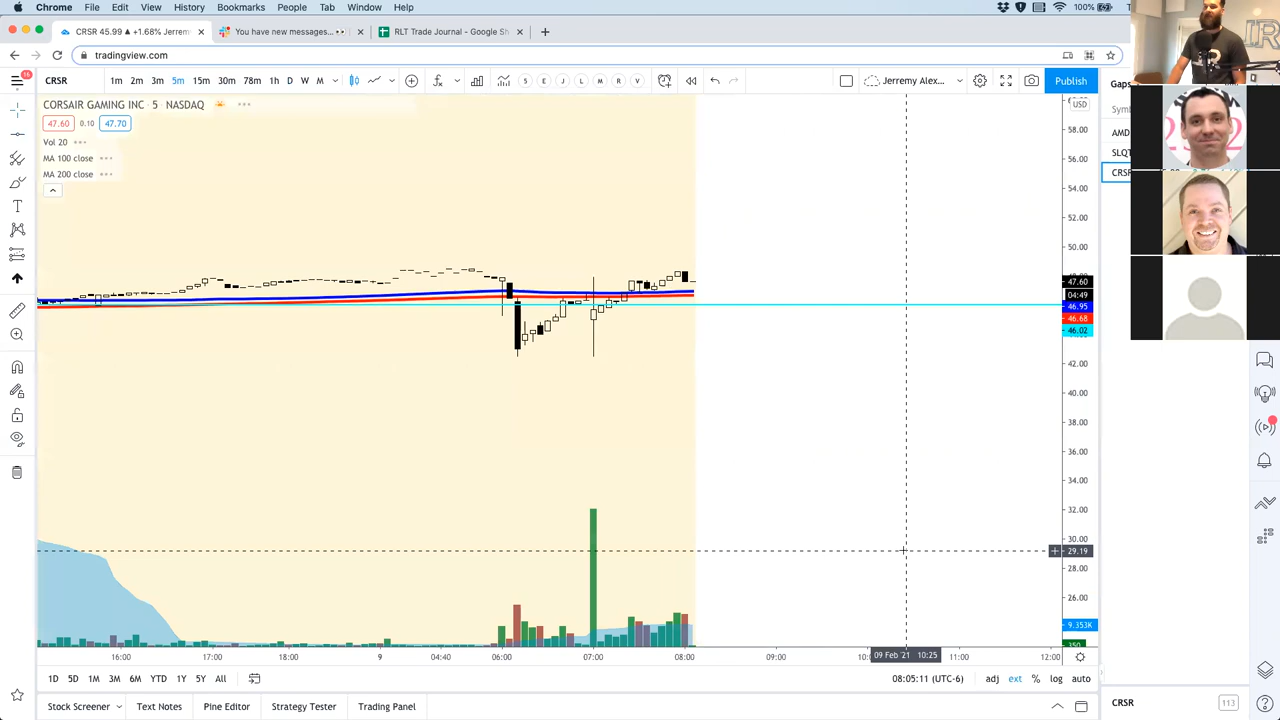 Chrome File Edit View History Bookmarks People Tab Window Help 100%
CRSR 45.99 ▲ +1.68% Jerrem
You have new messages...
RLT Trade Journal - Google Sh
tradingview.com
CRSR 1m 2m 3m 5m 15m 30m 78m 1h D W M Jeremy Alex... Publish
CORSAIR GAMING INC · 5 · NASDAQ
47.60 0.10 47.70
Vol 20
MA 100 close
MA 200 close
Gaps
Sym
AMD
SLQT
CRSR
USD
58.00
56.00
54.00
52.00
50.00
47.60
04:49
46.95
46.68
46.02
42.00
40.00
38.00
36.00
34.00
32.00
30.00
29.19
28.00
26.00
9.353K
350
16:00 17:00 18:00 9 04:40 06:00 07:00 08:00 09:00 09 Feb '21 10:25 11:00 12:00
1D 5D 1M 3M 6M YTD 1Y 5Y All 08:05:11 (UTC-6) adj ext % log auto
Stock Screener Text Notes Pine Editor Strategy Tester Trading Panel
CRSR 113